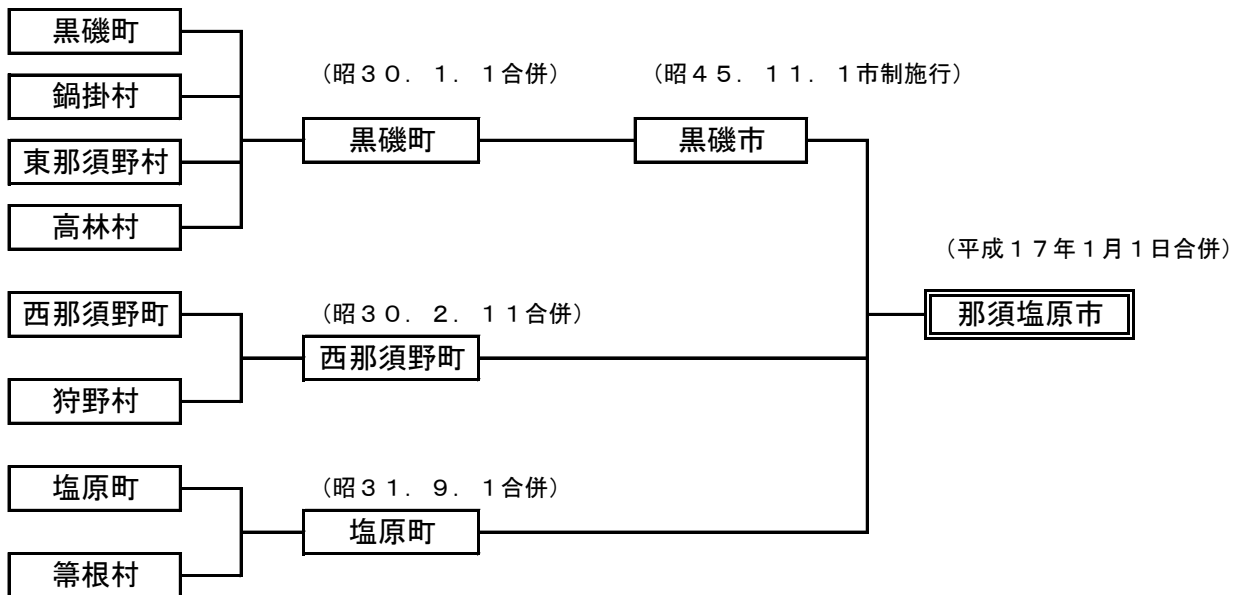 黒磯町
鍋掛村
東那須野村
高林村
（昭３０．１．１合併）
黒磯町
（昭４５．１１．１市制施行）
黒磯市
西那須野町
狩野村
（昭３０．２．１１合併）
西那須野町
塩原町
箒根村
（昭３１．９．１合併）
塩原町
（平成１７年１月１日合併）
那須塩原市